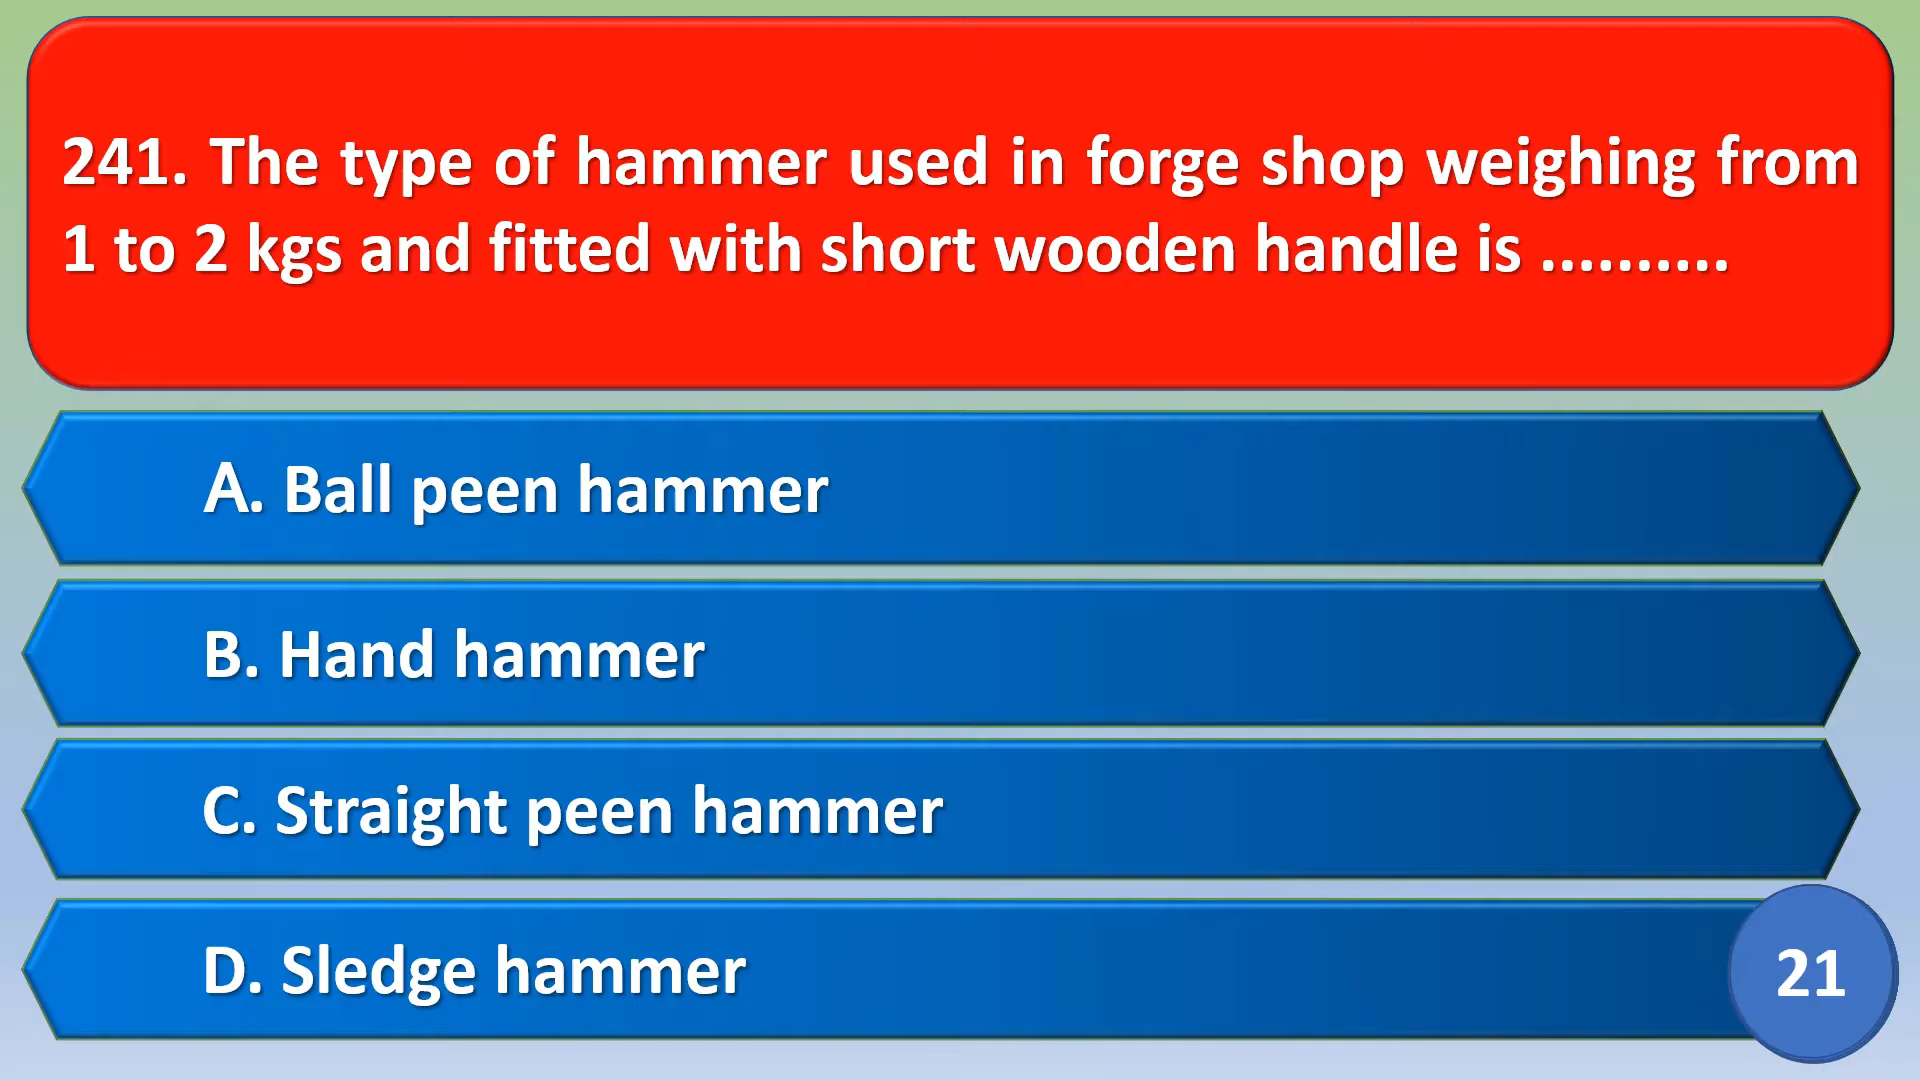 241. The type of hammer used in forge shop weighing from
1 to 2 kgs and fitted with short wooden handle is ..........
A. Ball peen hammer
B. Hand hammer
C. Straight peen hammer
D. Sledge hammer
21